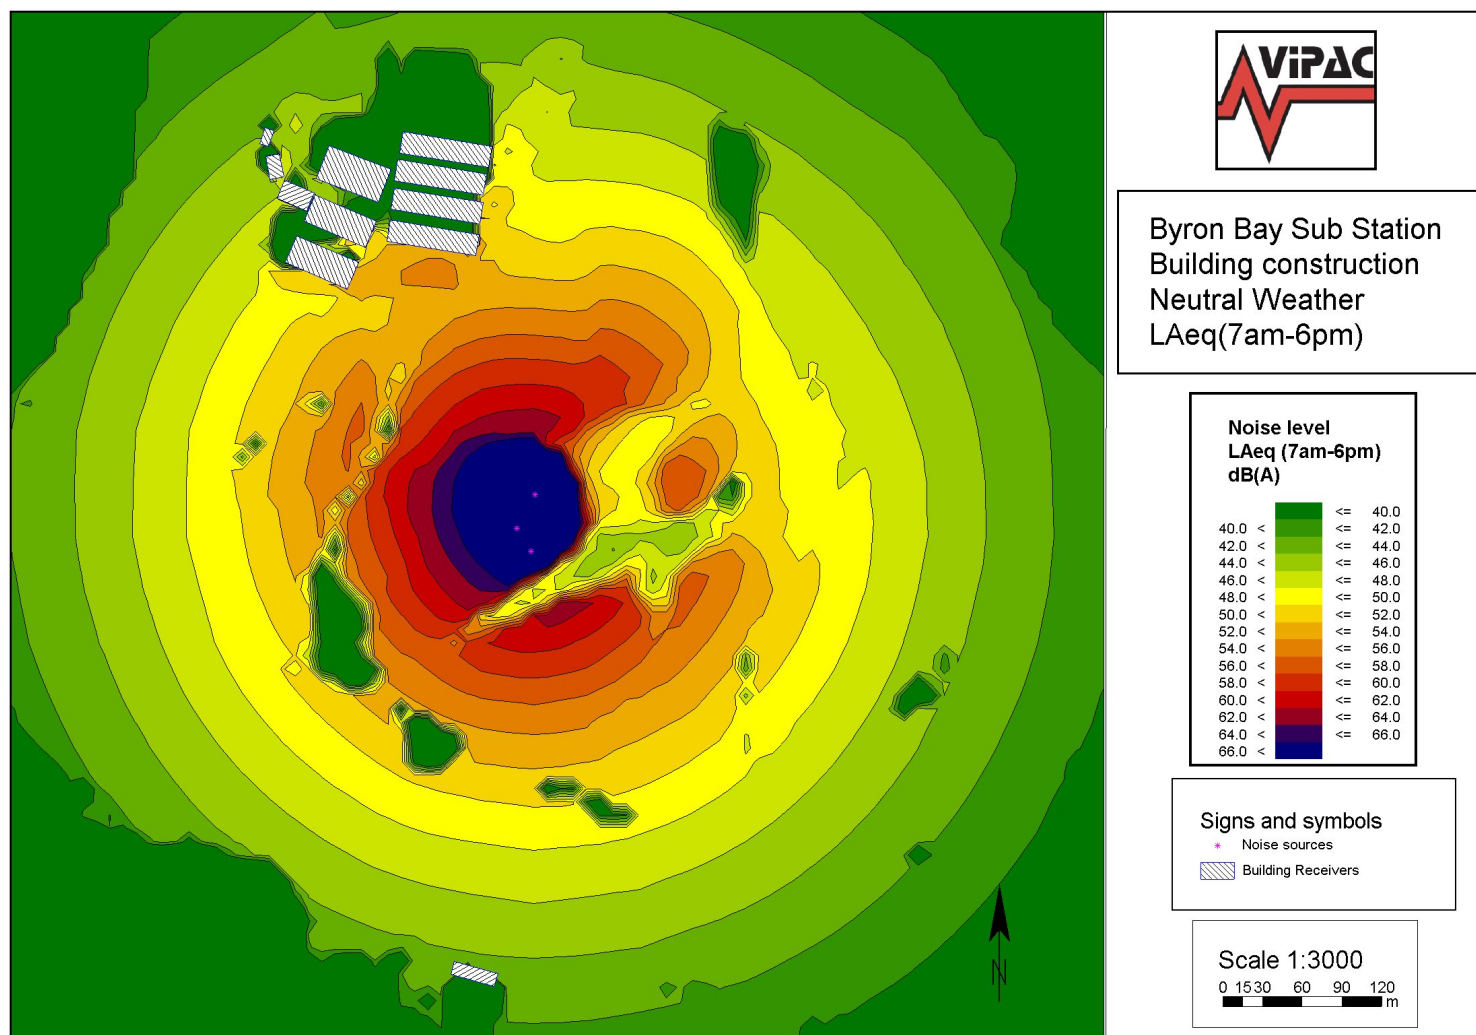 ViPAC
Byron Bay Sub Station
Building construction
Neutral Weather
LAeq(7am-6pm)
Noise level
LAeq (7am-6pm)
dB(A)
<= 40.0
40.0 < <= 42.0
42.0 < <= 44.0
44.0 < <= 46.0
46.0 < <= 48.0
48.0 < <= 50.0
50.0 < <= 52.0
52.0 < <= 54.0
54.0 < <= 56.0
56.0 < <= 58.0
58.0 < <= 60.0
60.0 < <= 62.0
62.0 < <= 64.0
64.0 < <= 66.0
66.0 <
Signs and symbols
Noise sources
Building Receivers
N
Scale 1:3000
0 15 30 60 90 120
m